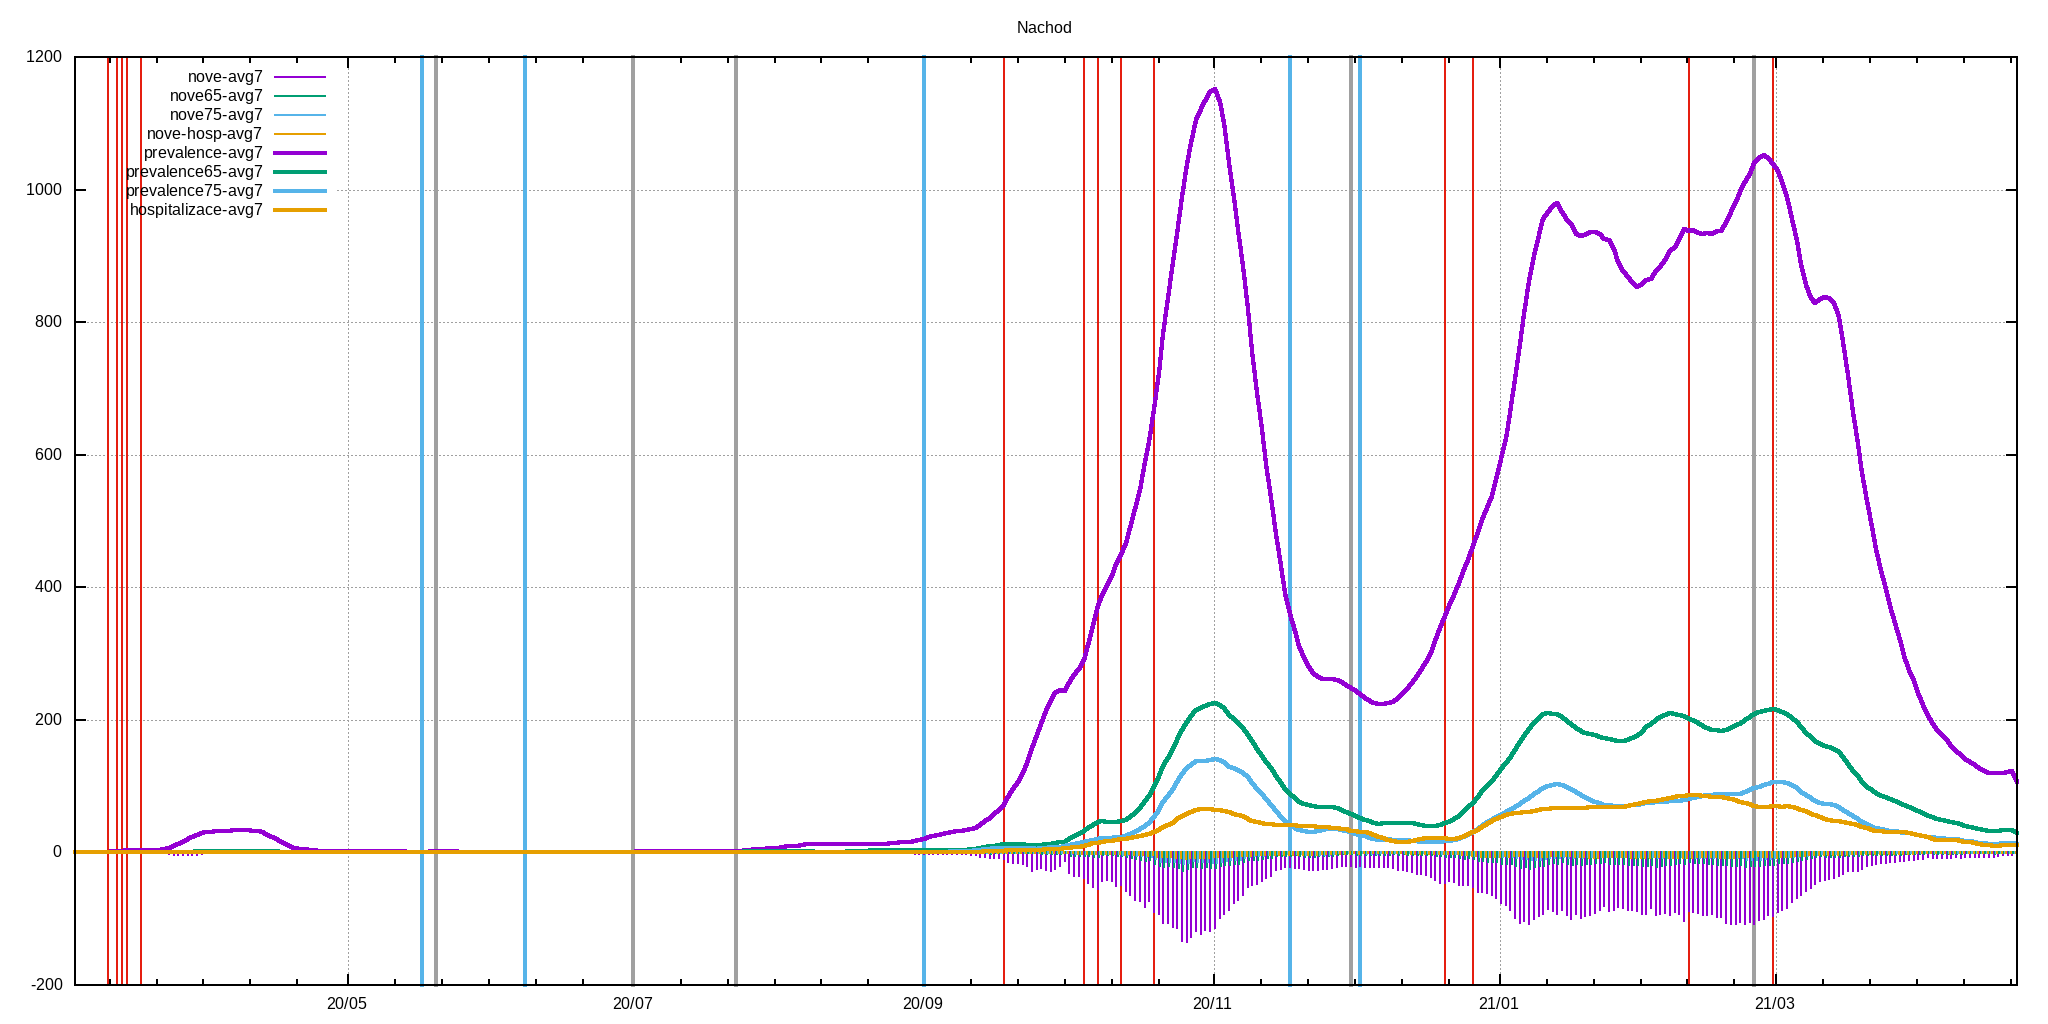 Nachod
1200
1000
800
600
400
200
0
-200
nove-avg7
nove65-avg7
nove75-avg7
nove-hosp-avg7
prevalence-avg7
prevalence65-avg7
prevalence75-avg7
hospitalizace-avg7
20/05 20/07 20/09 20/11 21/01 21/03